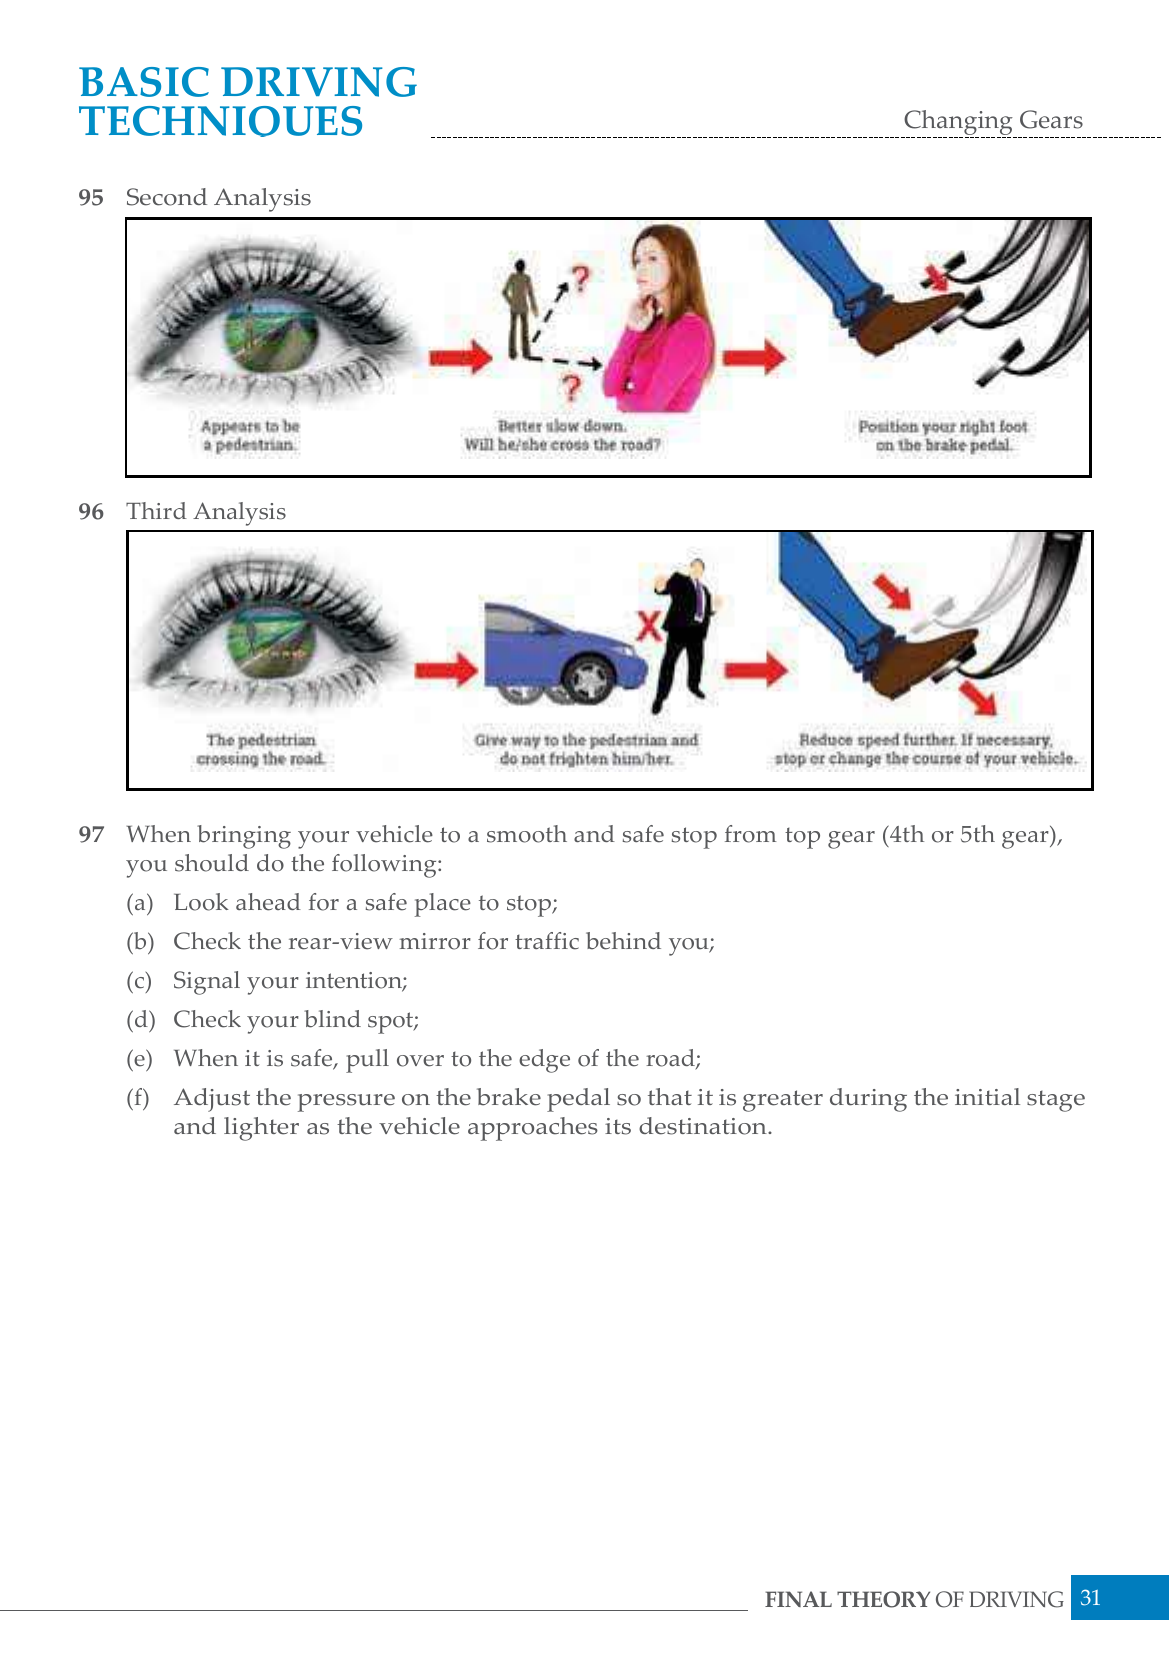 BASIC DRIVING
TECHNIQUES
Changing Gears
95 Second Analysis
?
?
Appears to be
a pedestrian.
Better slow down.
Will he/she cross the road?
Position your right foot
on the brake pedal.
96 Third Analysis
X
The pedestrian
crossing the road.
Give way to the pedestrian and
do not frighten him/her.
Reduce speed further. If necessary,
stop or change the course of your vehicle.
97 When bringing your vehicle to a smooth and safe stop from top gear (4th or 5th gear),
you should do the following:
(a) Look ahead for a safe place to stop;
(b) Check the rear-view mirror for traffic behind you;
(c) Signal your intention;
(d) Check your blind spot;
(e) When it is safe, pull over to the edge of the road;
(f) Adjust the pressure on the brake pedal so that it is greater during the initial stage
and lighter as the vehicle approaches its destination.
FINAL THEORY OF DRIVING 31